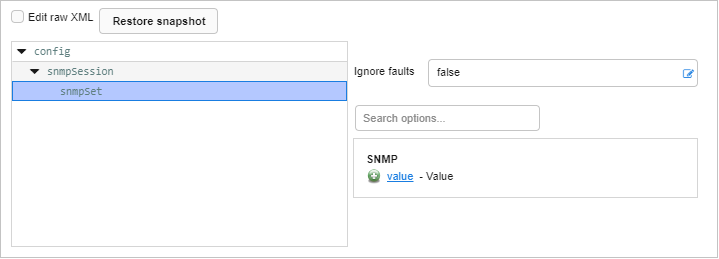 Edit raw XML
Restore snapshot
config
snmpSession
snmpSet
Ignore faults
false
Search options...
SNMP
value - Value